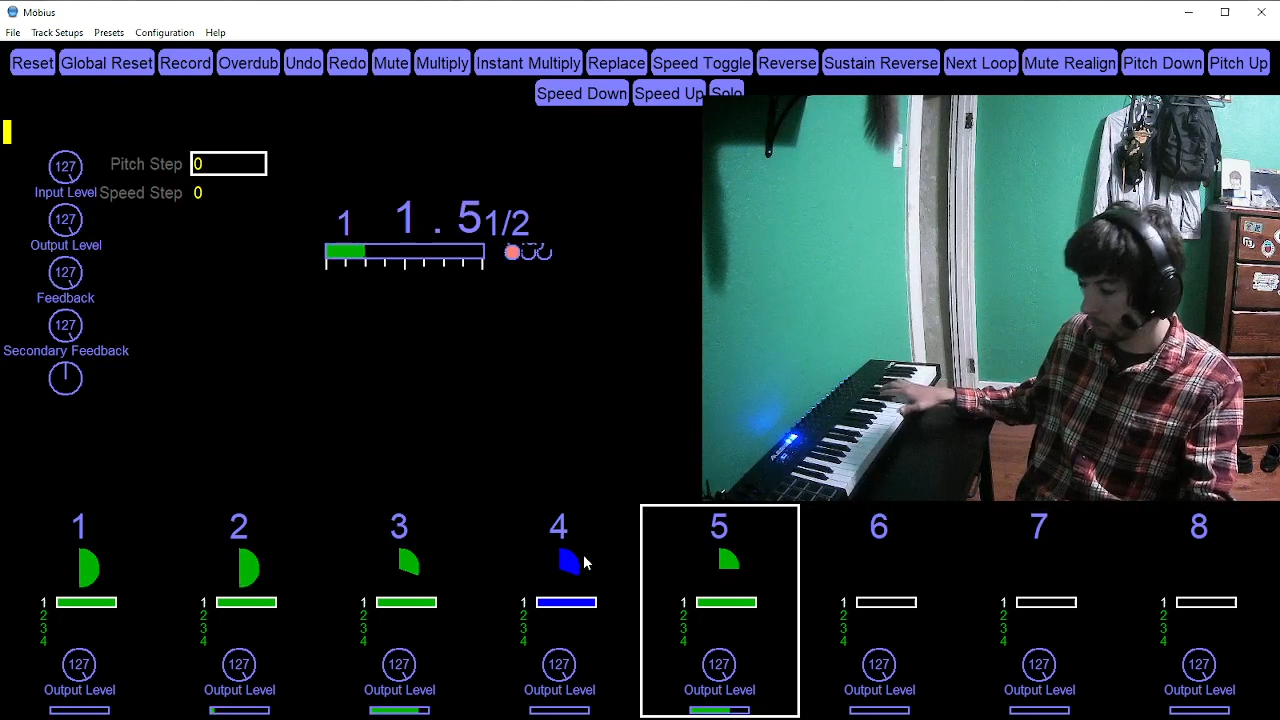 Möbius
File Track Setups Presets Configuration Help
Reset Global Reset Record Overdub Undo Redo Mute Multiply Instant Multiply Replace Speed Toggle Reverse Sustain Reverse Next Loop Mute Realign Pitch Down Pitch Up
Speed Down Speed Up Solo
127 Pitch Step 0
Input Level Speed Step 0
127
Output Level
127
Feedback
127
Secondary Feedback
1 1 . 5 1/2
1 2 3 4 5 6 7 8
1 1 1 1 1 1 1 1
2 2 2 2 2 2 2 2
3 3 3 3 3 3 3 3
4 4 4 4 4 4 4 4
127 127 127 127 127 127 127 127
Output Level Output Level Output Level Output Level Output Level Output Level Output Level Output Level